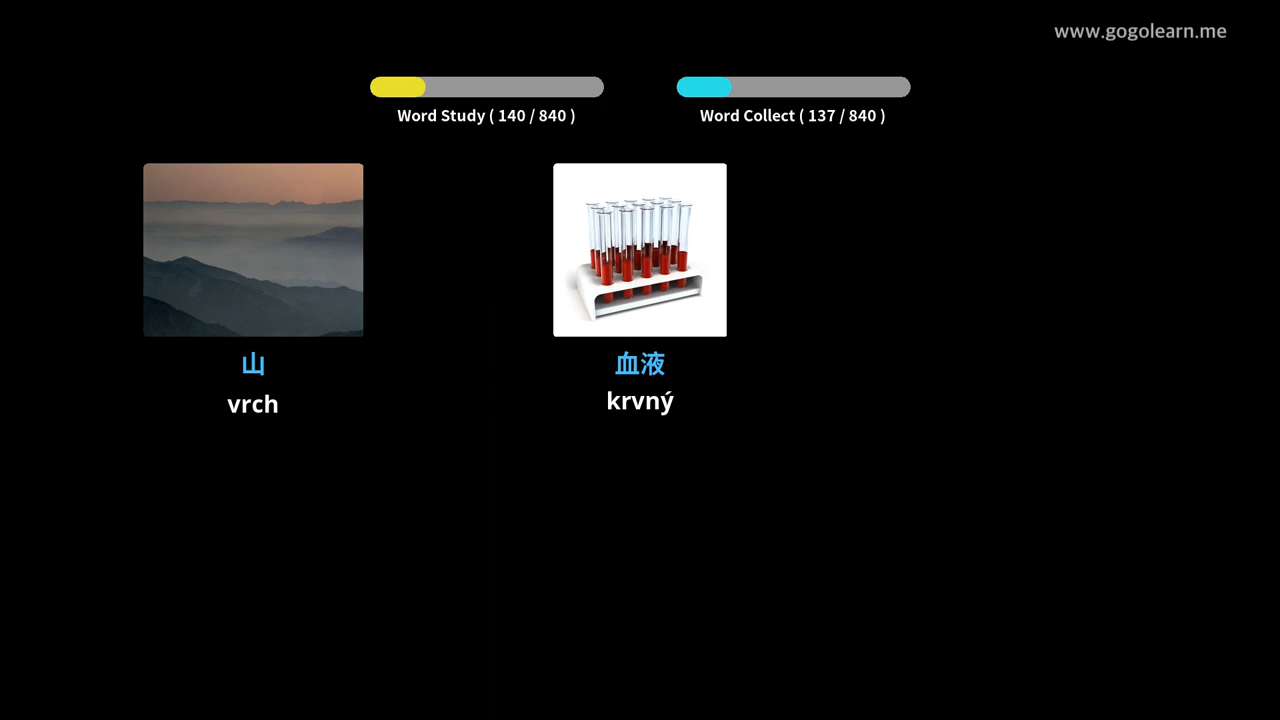 www.gogolearn.me
Word Study ( 140 / 840 )
Word Collect ( 137 / 840 )
山
vrch
血液
krvný